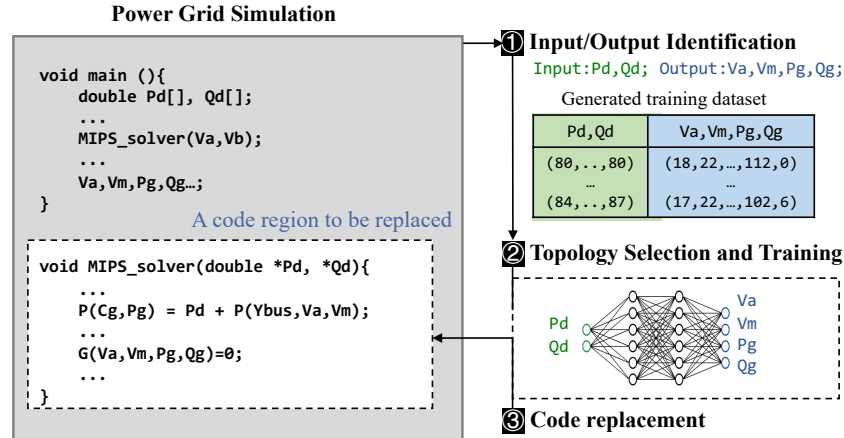 Power Grid Simulation
void main (){
double Pd[], Qd[];
...
MIPS_solver(Va,Vb);
...
Va,Vm,Pg,Qg…;
}
A code region to be replaced
void MIPS_solver(double *Pd, *Qd){
...
P(Cg,Pg) = Pd + P(Ybus,Va,Vm);
...
G(Va,Vm,Pg,Qg)=0;
...
}
① Input/Output Identification
Input:Pd,Qd; Output:Va,Vm,Pg,Qg;
Generated training dataset
Pd,Qd Va,Vm,Pg,Qg
(80,..,80) (18,22,…,112,0)
… …
(84,..,87) (17,22,…,102,6)
② Topology Selection and Training
Pd
Qd
Va
Vm
Pg
Qg
③ Code replacement